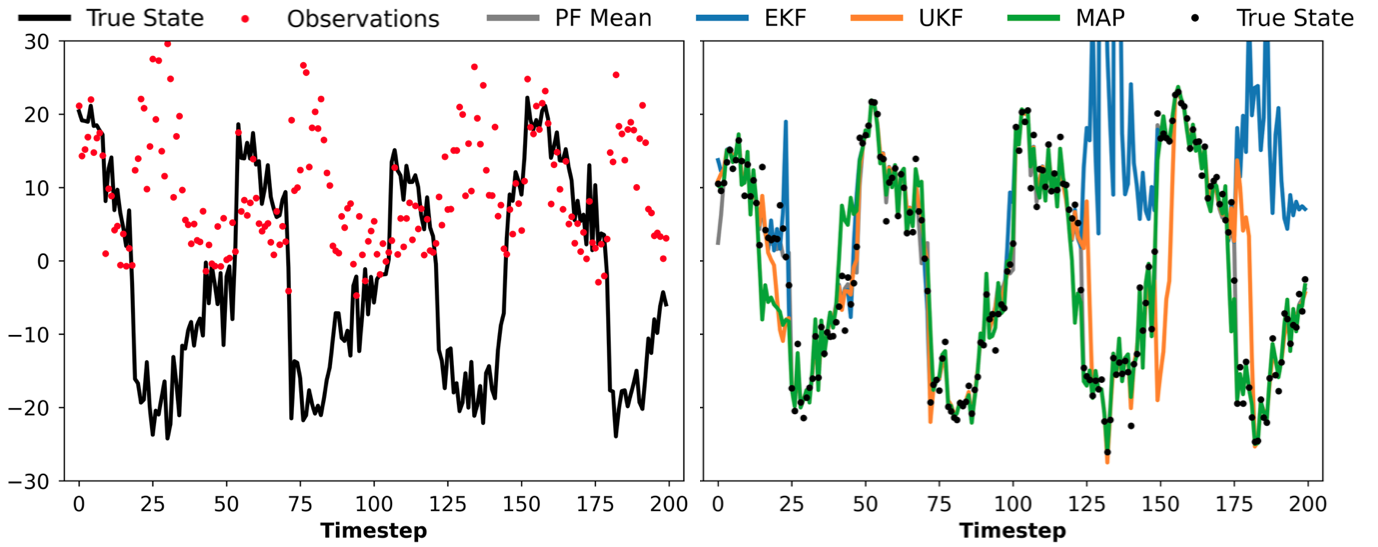 True State Observations PF Mean EKF UKF MAP True State
30
20
10
0
−10
−20
−30
0 25 50 75 100 125 150 175 200 0 25 50 75 100 125 150 175 200
Timestep Timestep